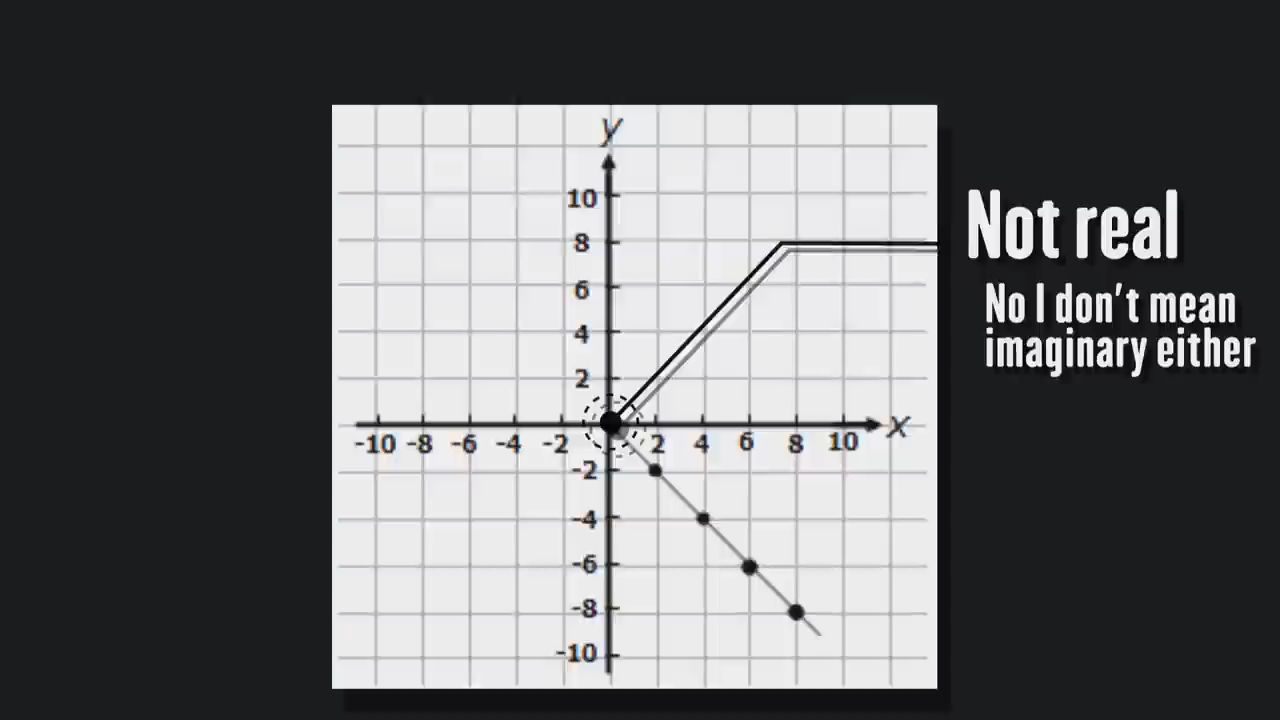 y
10
8
6
4
2
-10 -8 -6 -4 -2 2 4 6 8 10 x
-2
-4
-6
-8
-10
Not real
No I don't mean
imaginary either